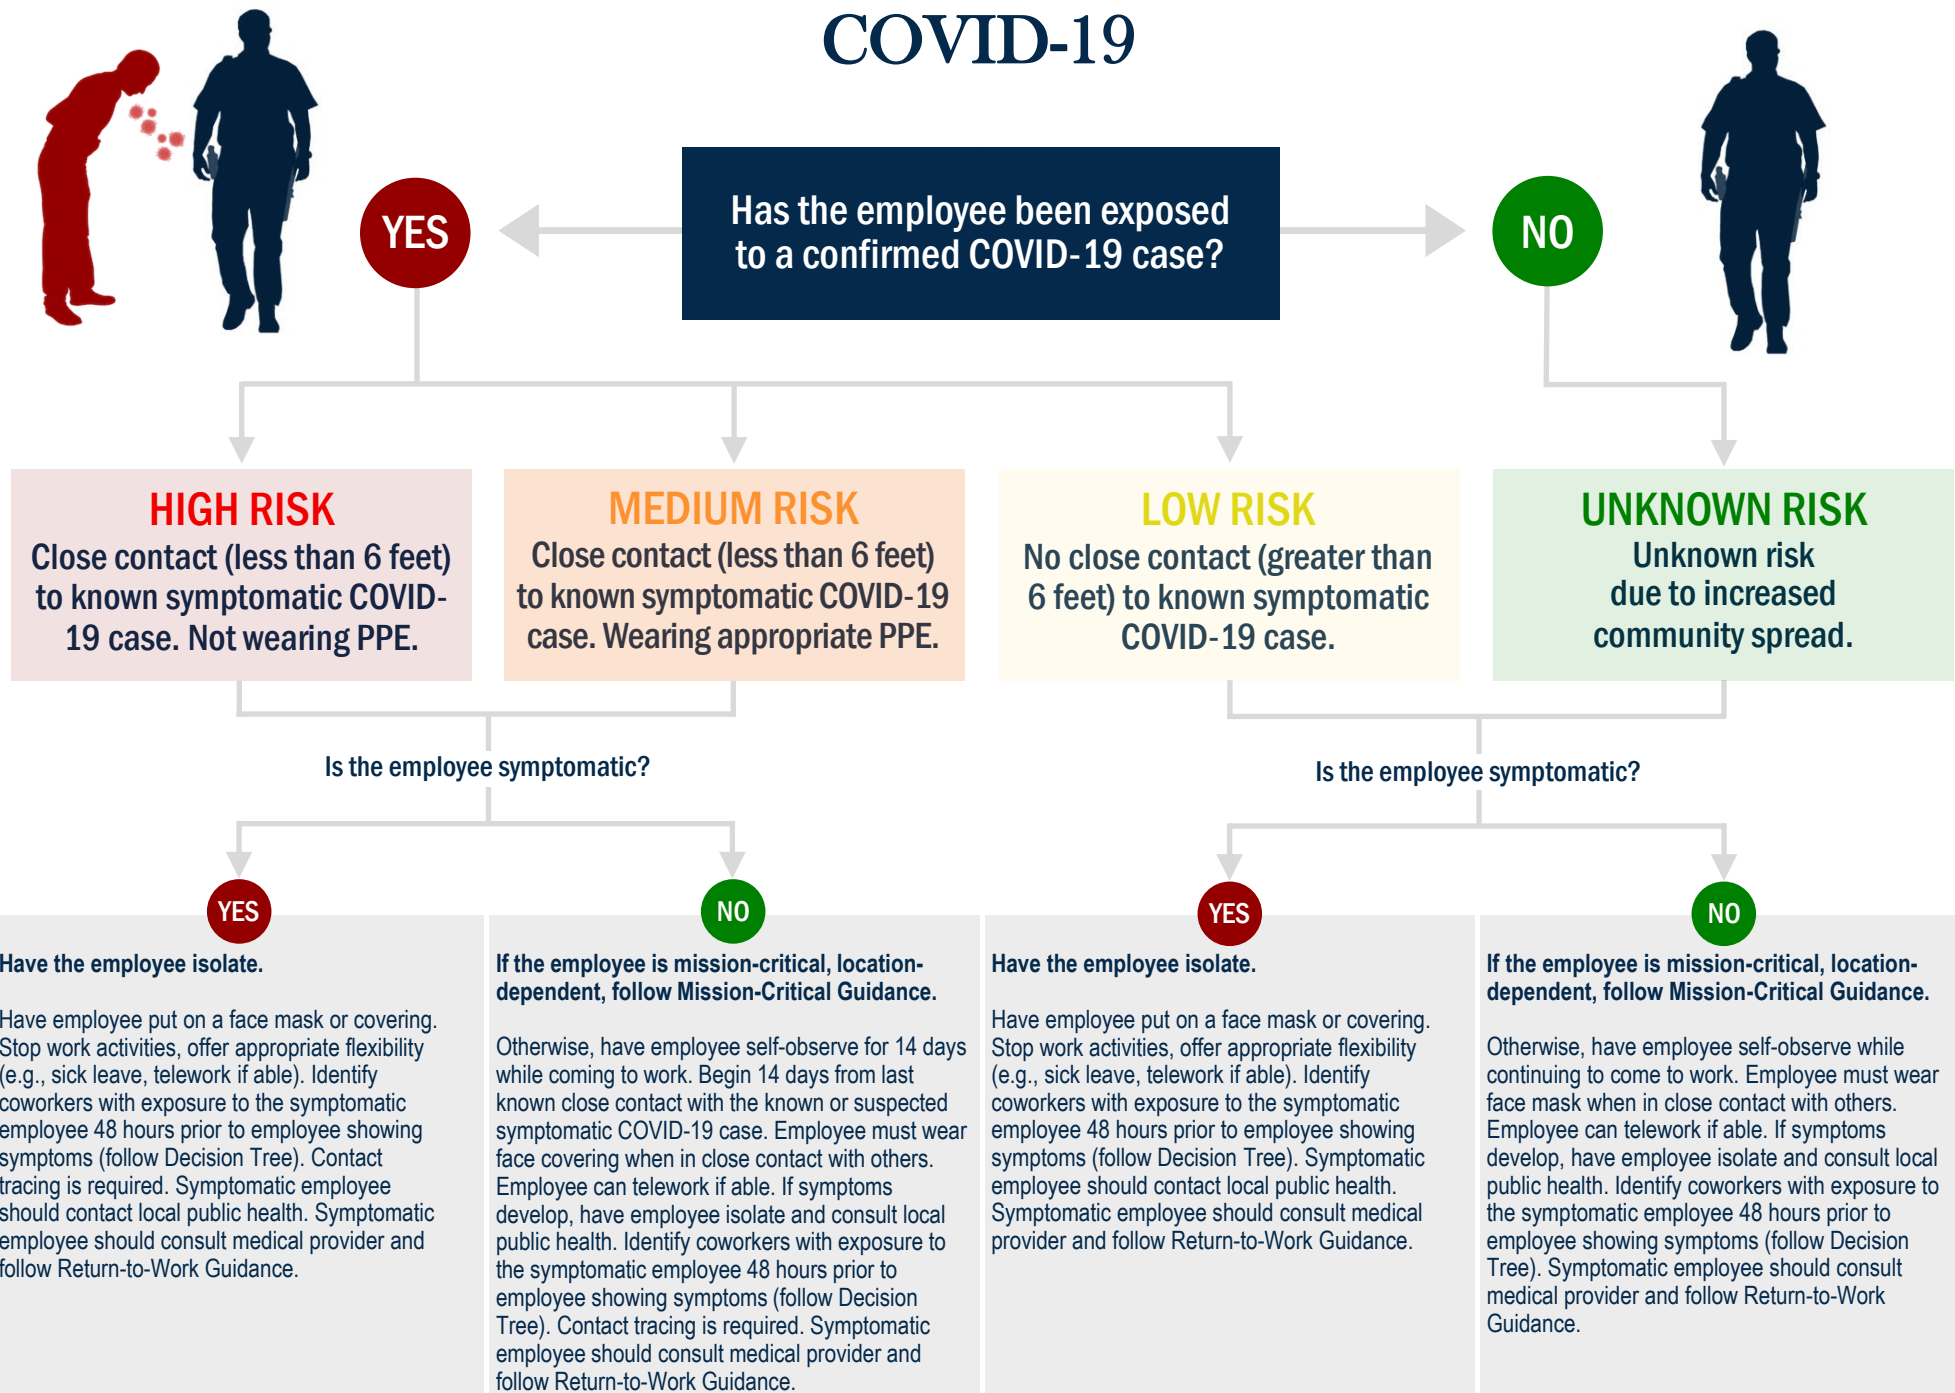 COVID-19
Has the employee been exposed
to a confirmed COVID-19 case?
YES
NO
HIGH RISK
Close contact (less than 6 feet)
to known symptomatic COVID-
19 case. Not wearing PPE.
MEDIUM RISK
Close contact (less than 6 feet)
to known symptomatic COVID-19
case. Wearing appropriate PPE.
LOW RISK
No close contact (greater than
6 feet) to known symptomatic
COVID-19 case.
UNKNOWN RISK
Unknown risk
due to increased
community spread.
Is the employee symptomatic?
Is the employee symptomatic?
YES
Have the employee isolate.
Have employee put on a face mask or covering.
Stop work activities, offer appropriate flexibility
(e.g., sick leave, telework if able). Identify
coworkers with exposure to the symptomatic
employee 48 hours prior to employee showing
symptoms (follow Decision Tree). Contact
tracing is required. Symptomatic employee
should contact local public health. Symptomatic
employee should consult medical provider and
follow Return-to-Work Guidance.
NO
If the employee is mission-critical, location-
dependent, follow Mission-Critical Guidance.
Otherwise, have employee self-observe for 14 days
while coming to work. Begin 14 days from last
known close contact with the known or suspected
symptomatic COVID-19 case. Employee must wear
face covering when in close contact with others.
Employee can telework if able. If symptoms
develop, have employee isolate and consult local
public health. Identify coworkers with exposure to
the symptomatic employee 48 hours prior to
employee showing symptoms (follow Decision
Tree). Contact tracing is required. Symptomatic
employee should consult medical provider and
follow Return-to-Work Guidance.
YES
Have the employee isolate.
Have employee put on a face mask or covering.
Stop work activities, offer appropriate flexibility
(e.g., sick leave, telework if able). Identify
coworkers with exposure to the symptomatic
employee 48 hours prior to employee showing
symptoms (follow Decision Tree). Symptomatic
employee should contact local public health.
Symptomatic employee should consult medical
provider and follow Return-to-Work Guidance.
NO
If the employee is mission-critical, location-
dependent, follow Mission-Critical Guidance.
Otherwise, have employee self-observe while
continuing to come to work. Employee must wear
face mask when in close contact with others.
Employee can telework if able. If symptoms
develop, have employee isolate and consult local
public health. Identify coworkers with exposure to
the symptomatic employee 48 hours prior to
employee showing symptoms (follow Decision
Tree). Symptomatic employee should consult
medical provider and follow Return-to-Work
Guidance.